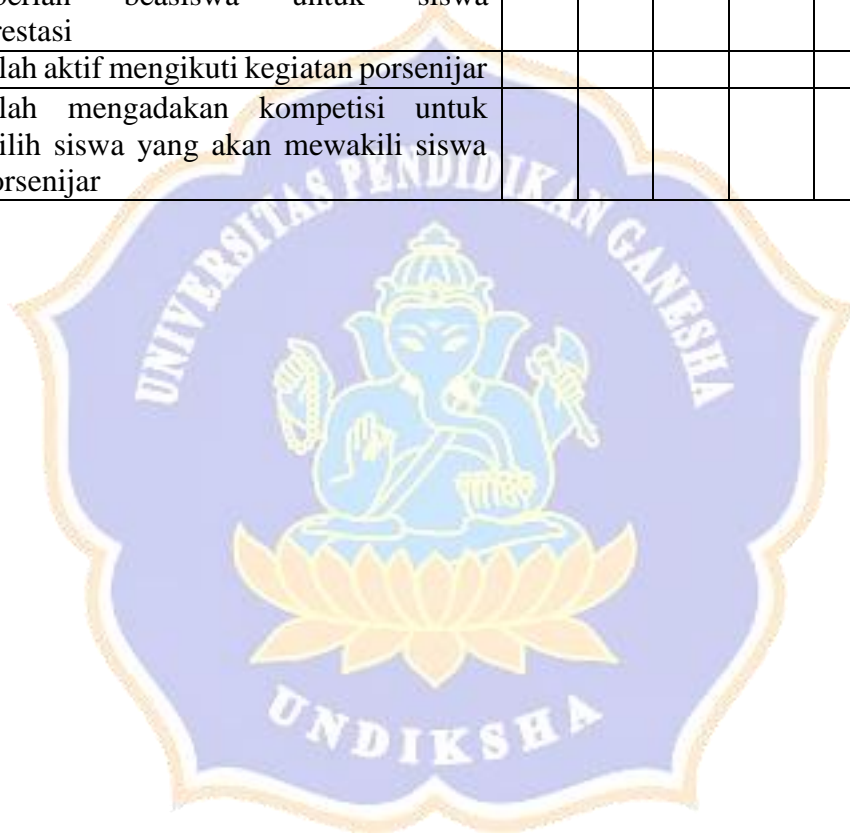 beasiswa untuk siswa
restasi
lah aktif mengikuti kegiatan porsenijar
lah mengadakan kompetisi untuk
ilih siswa yang akan mewakili siswa
orsenijar
UNIVERSITAS PENDIDIKAN GANESHA
UNDIKSHA